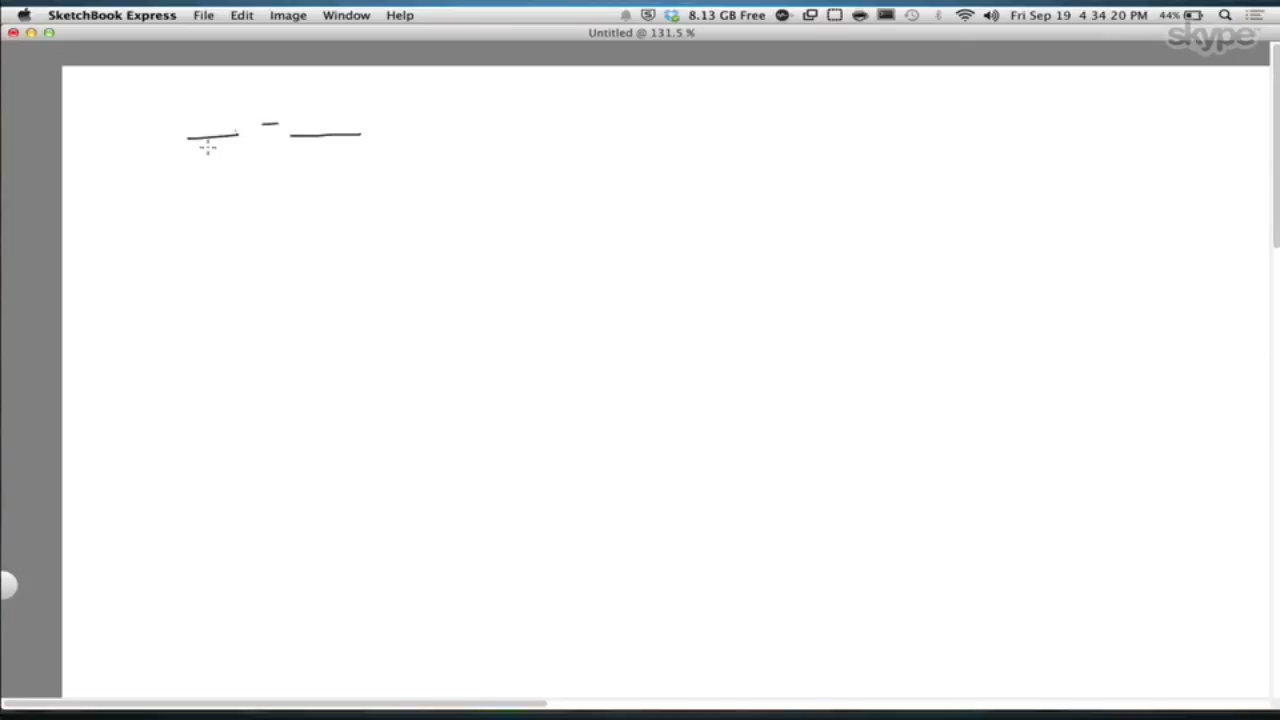 SketchBook Express File Edit Image Window Help 8.13 GB Free Fri Sep 19 4 34 20 PM 44%
Untitled @ 131.5 %
skype